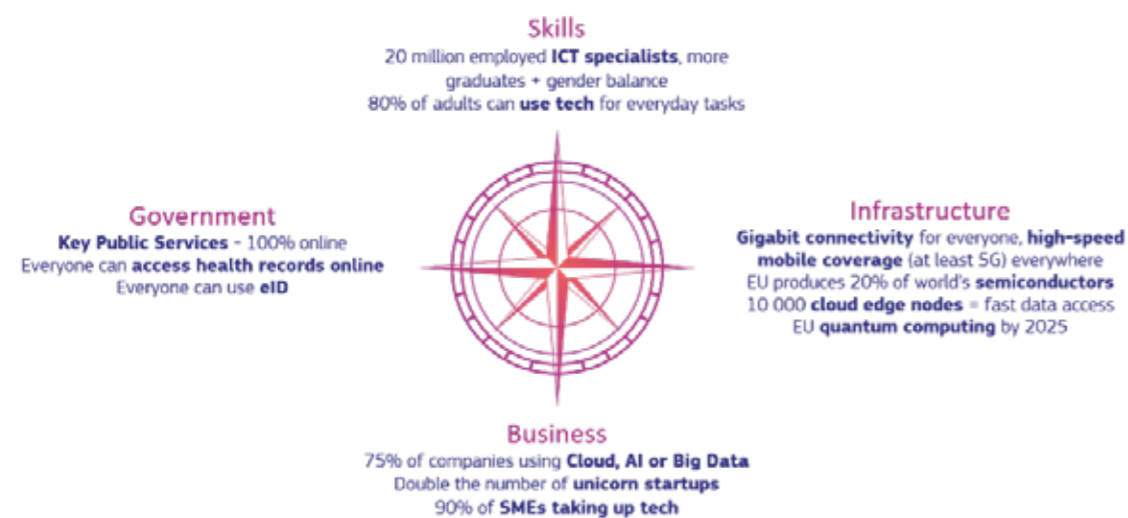 Skills
20 million employed ICT specialists, more
graduates + gender balance
80% of adults can use tech for everyday tasks
Government
Key Public Services - 100% online
Everyone can access health records online
Everyone can use eID
Infrastructure
Gigabit connectivity for everyone, high-speed
mobile coverage (at least 5G) everywhere
EU produces 20% of world's semiconductors
10 000 cloud edge nodes = fast data access
EU quantum computing by 2025
Business
75% of companies using Cloud, AI or Big Data
Double the number of unicorn startups
90% of SMEs taking up tech